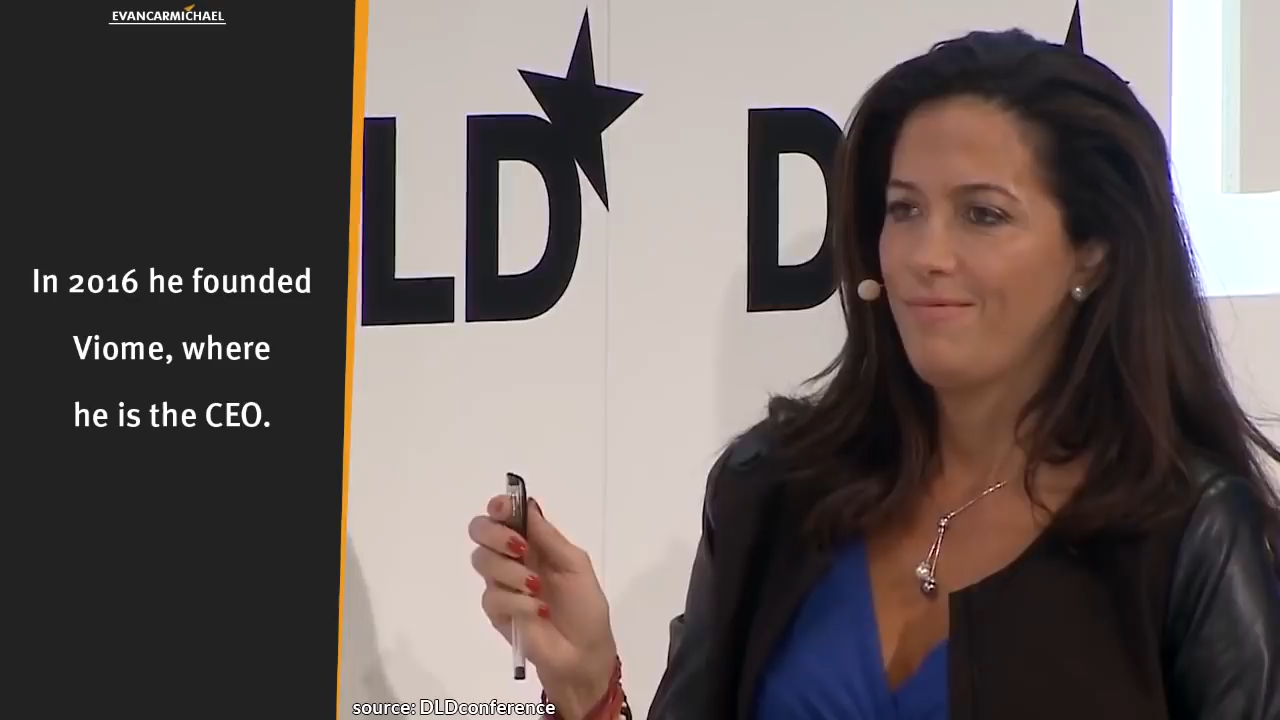 EVANCARMICHAEL
In 2016 he founded
Viome, where
he is the CEO.
LD
D
source: DLDconference